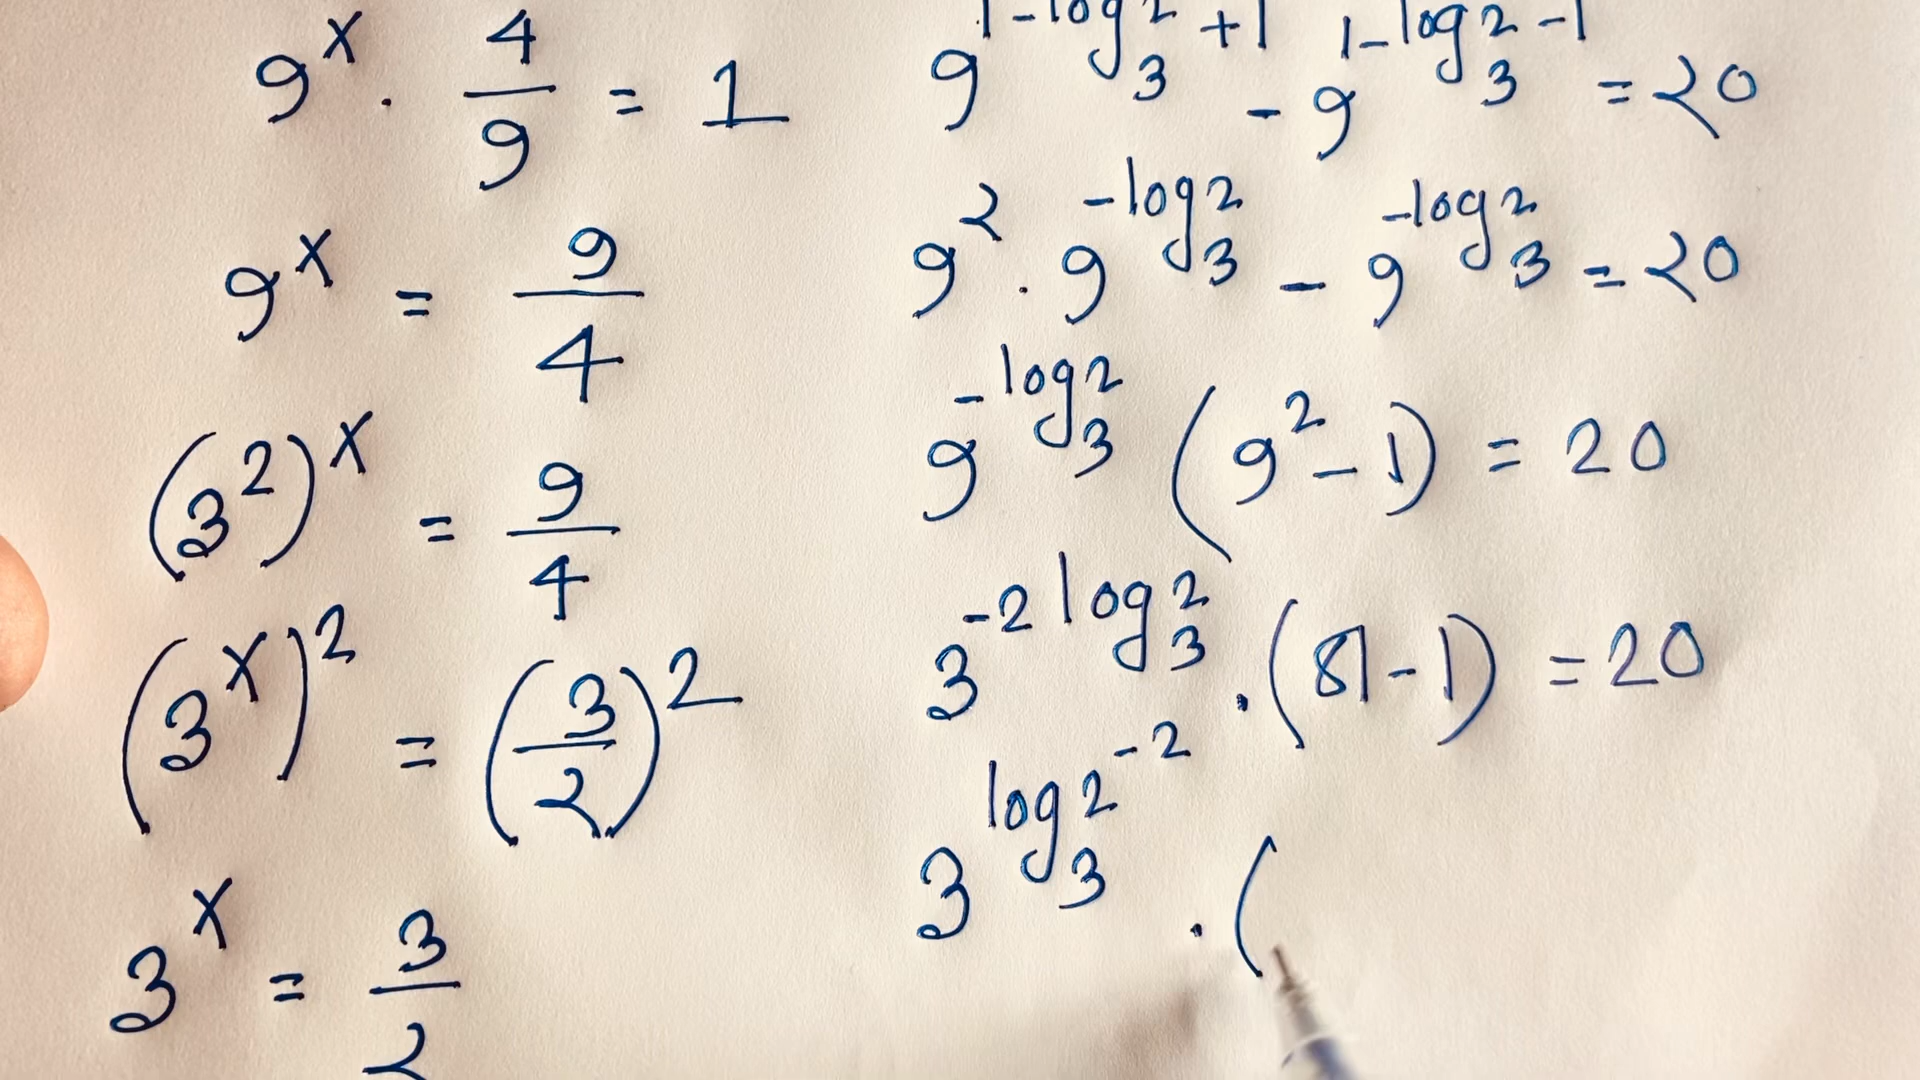 9^x · 4/9 = 1
9^x = 9/4
(3^2)^x = 9/4
(3^x)^2 = (3/2)^2
3^x = 3/2
9^(1-log_3 2+1) - 9^(1-log_3 2-1) = 20
9^2 · 9^(-log_3 2) - 9^(-log_3 2) = 20
9^(-log_3 2) (9^2 - 1) = 20
3^(-2 log_3 2) · (81 - 1) = 20
3^(log_3 2^-2) · (